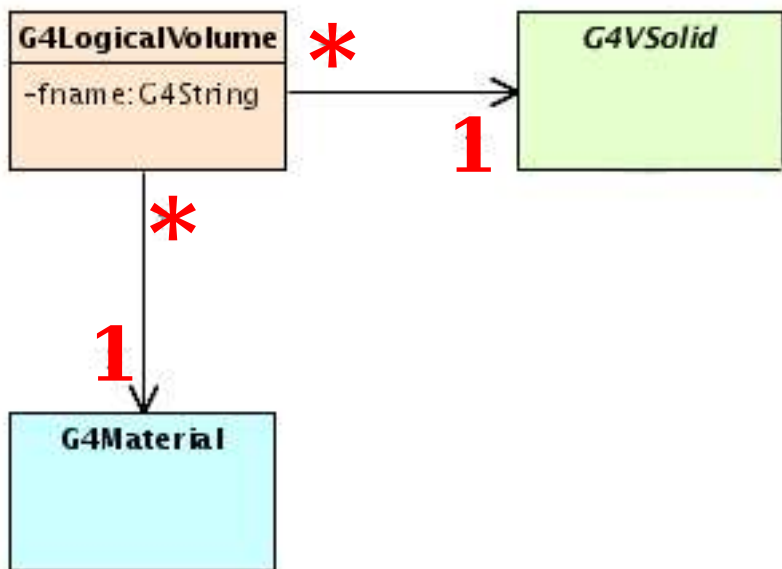 G4LogicalVolume
-fname:G4String
*
1
G4VSolid
*
1
G4Material